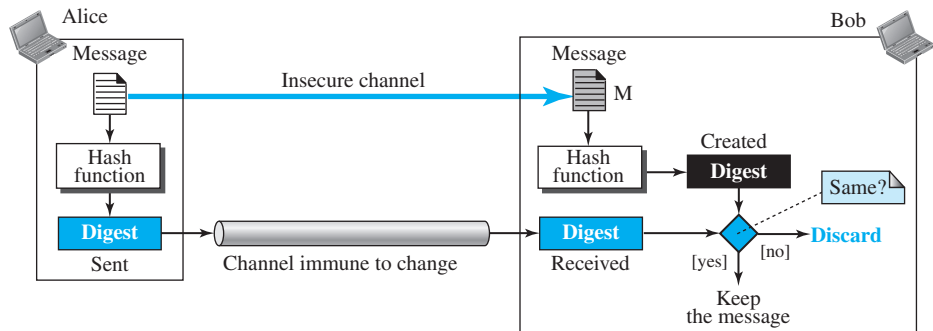 Alice
Bob
Message
Message
Insecure channel
M
Hash
function
Hash
function
Created
Digest
Same?
Digest
Digest
Discard
Sent
Channel immune to change
Received
[yes]
[no]
Keep
the message